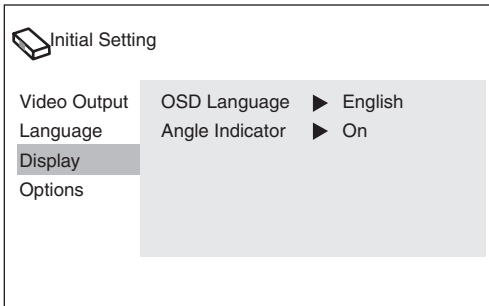 Initial Setting
Video Output
Language
Display
Options
OSD Language ▶ English
Angle Indicator ▶ On